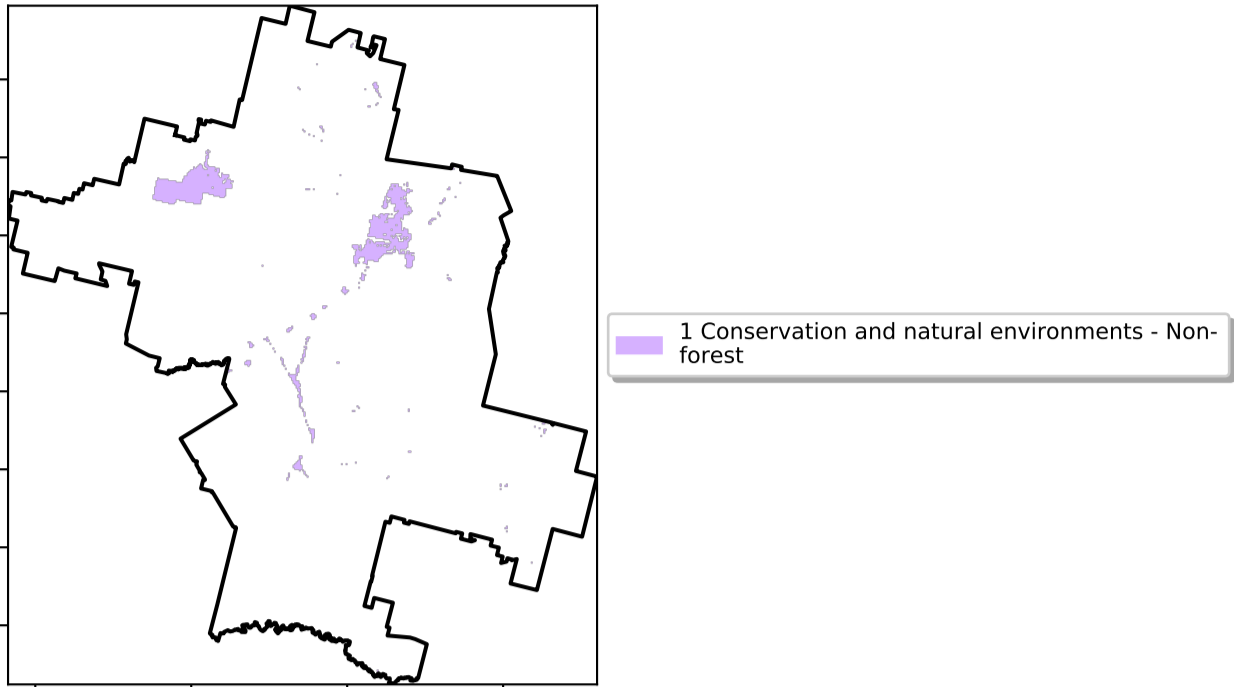 1 Conservation and natural environments - Non-
forest